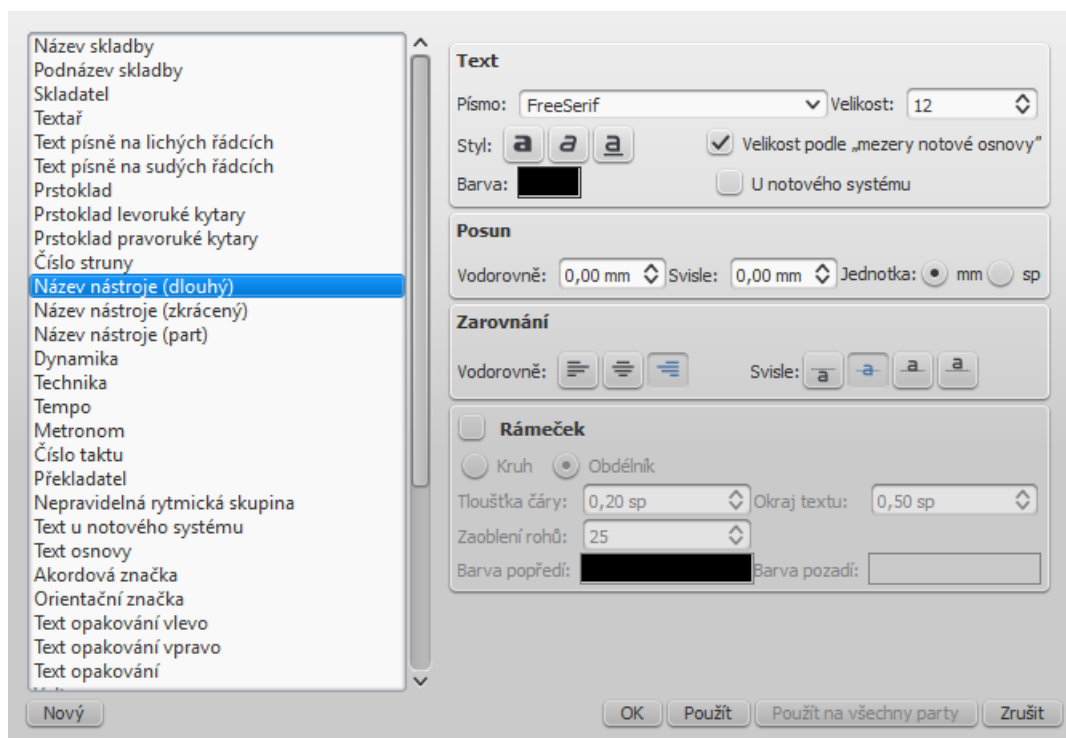 Název skladby
Podnázev skladby
Skladatel
Textař
Text písně na lichých řádcích
Text písně na sudých řádcích
Prstoklad
Prstoklad levoruké kytary
Prstoklad pravoruké kytary
Číslo struny
Název nástroje (dlouhý)
Název nástroje (zkrácený)
Název nástroje (part)
Dynamika
Technika
Tempo
Metronom
Číslo taktu
Překladatel
Nepravidelná rytmická skupina
Text u notového systému
Text osnovy
Akordová značka
Orientační značka
Text opakování vlevo
Text opakování vpravo
Text opakování
Nový
Text
Písmo: FreeSerif Velikost: 12
Styl: a a a Velikost podle „mezery notové osnovy”
Barva: U notového systému
Posun
Vodorovně: 0,00 mm Svisle: 0,00 mm Jednotka: mm sp
Zarovnání
Vodorovně: Svisle: a a a a
Rámeček
Kruh Obdélník
Tloušťka čáry: 0,20 sp Okraj textu: 0,50 sp
Zaoblení rohů: 25
Barva popředí: Barva pozadí:
OK Použít Použít na všechny party Zrušit